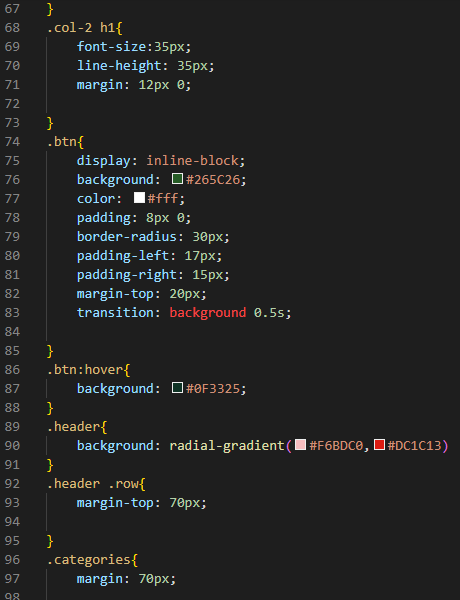 67 }
68 .col-2 h1{
69 font-size:35px;
70 line-height: 35px;
71 margin: 12px 0;
72
73 }
74 .btn{
75 display: inline-block;
76 background: #265C26;
77 color: #fff;
78 padding: 8px 0;
79 border-radius: 30px;
80 padding-left: 17px;
81 padding-right: 15px;
82 margin-top: 20px;
83 transition: background 0.5s;
84
85 }
86 .btn:hover{
87 background: #0F3325;
88 }
89 .header{
90 background: radial-gradient(#F6BDC0,#DC1C13)
91 }
92 .header .row{
93 margin-top: 70px;
94
95 }
96 .categories{
97 margin: 70px;
98